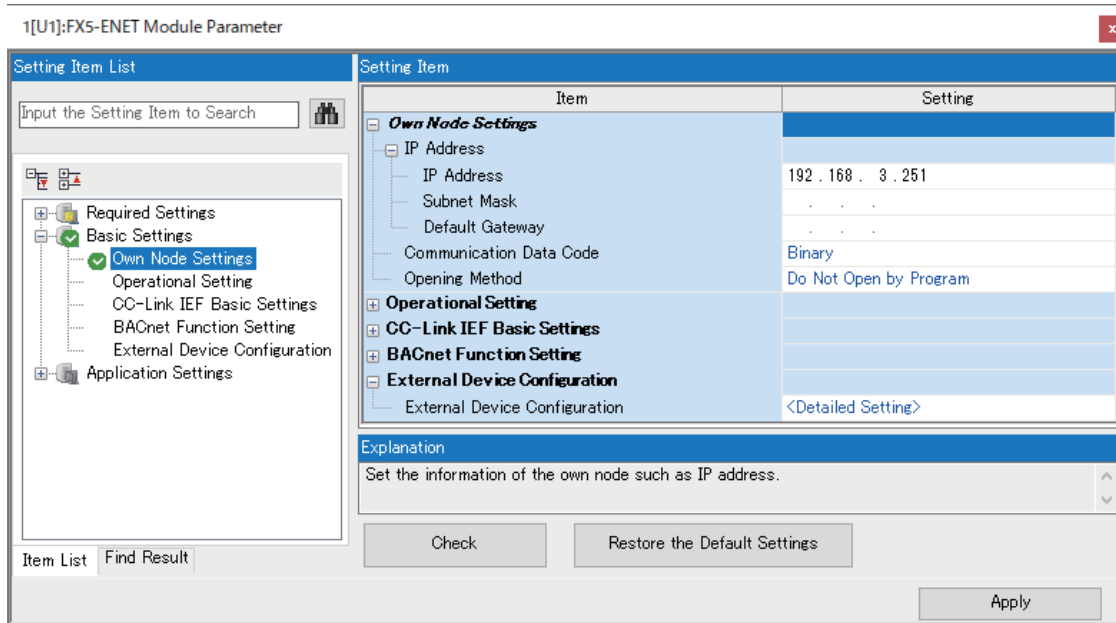 1[U1]:FX5-ENET Module Parameter
x
Setting Item List
Input the Setting Item to Search
Required Settings
Basic Settings
Own Node Settings
Operational Setting
CC-Link IEF Basic Settings
BACnet Function Setting
External Device Configuration
Application Settings
Item List
Find Result
Setting Item
Item Setting
Own Node Settings
IP Address
IP Address 192 . 168 . 3 . 251
Subnet Mask . . .
Default Gateway . . .
Communication Data Code Binary
Opening Method Do Not Open by Program
Operational Setting
CC-Link IEF Basic Settings
BACnet Function Setting
External Device Configuration
External Device Configuration <Detailed Setting>
Explanation
Set the information of the own node such as IP address.
Check
Restore the Default Settings
Apply